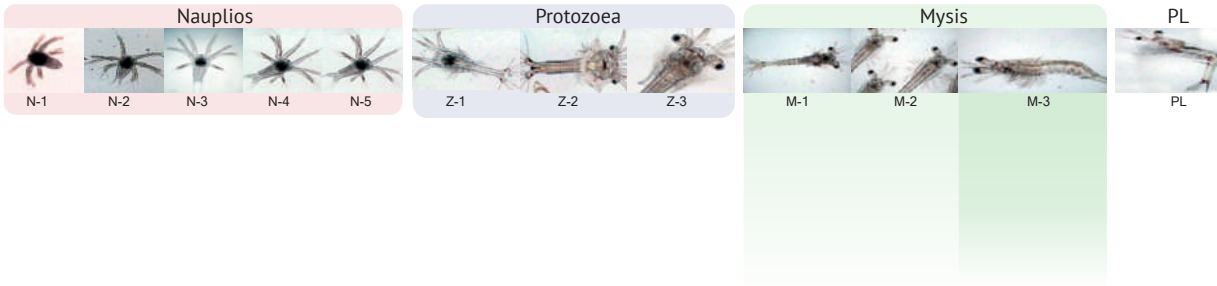 Nauplios Protozoea Mysis PL
N-1 N-2 N-3 N-4 N-5 Z-1 Z-2 Z-3 M-1 M-2 M-3 PL